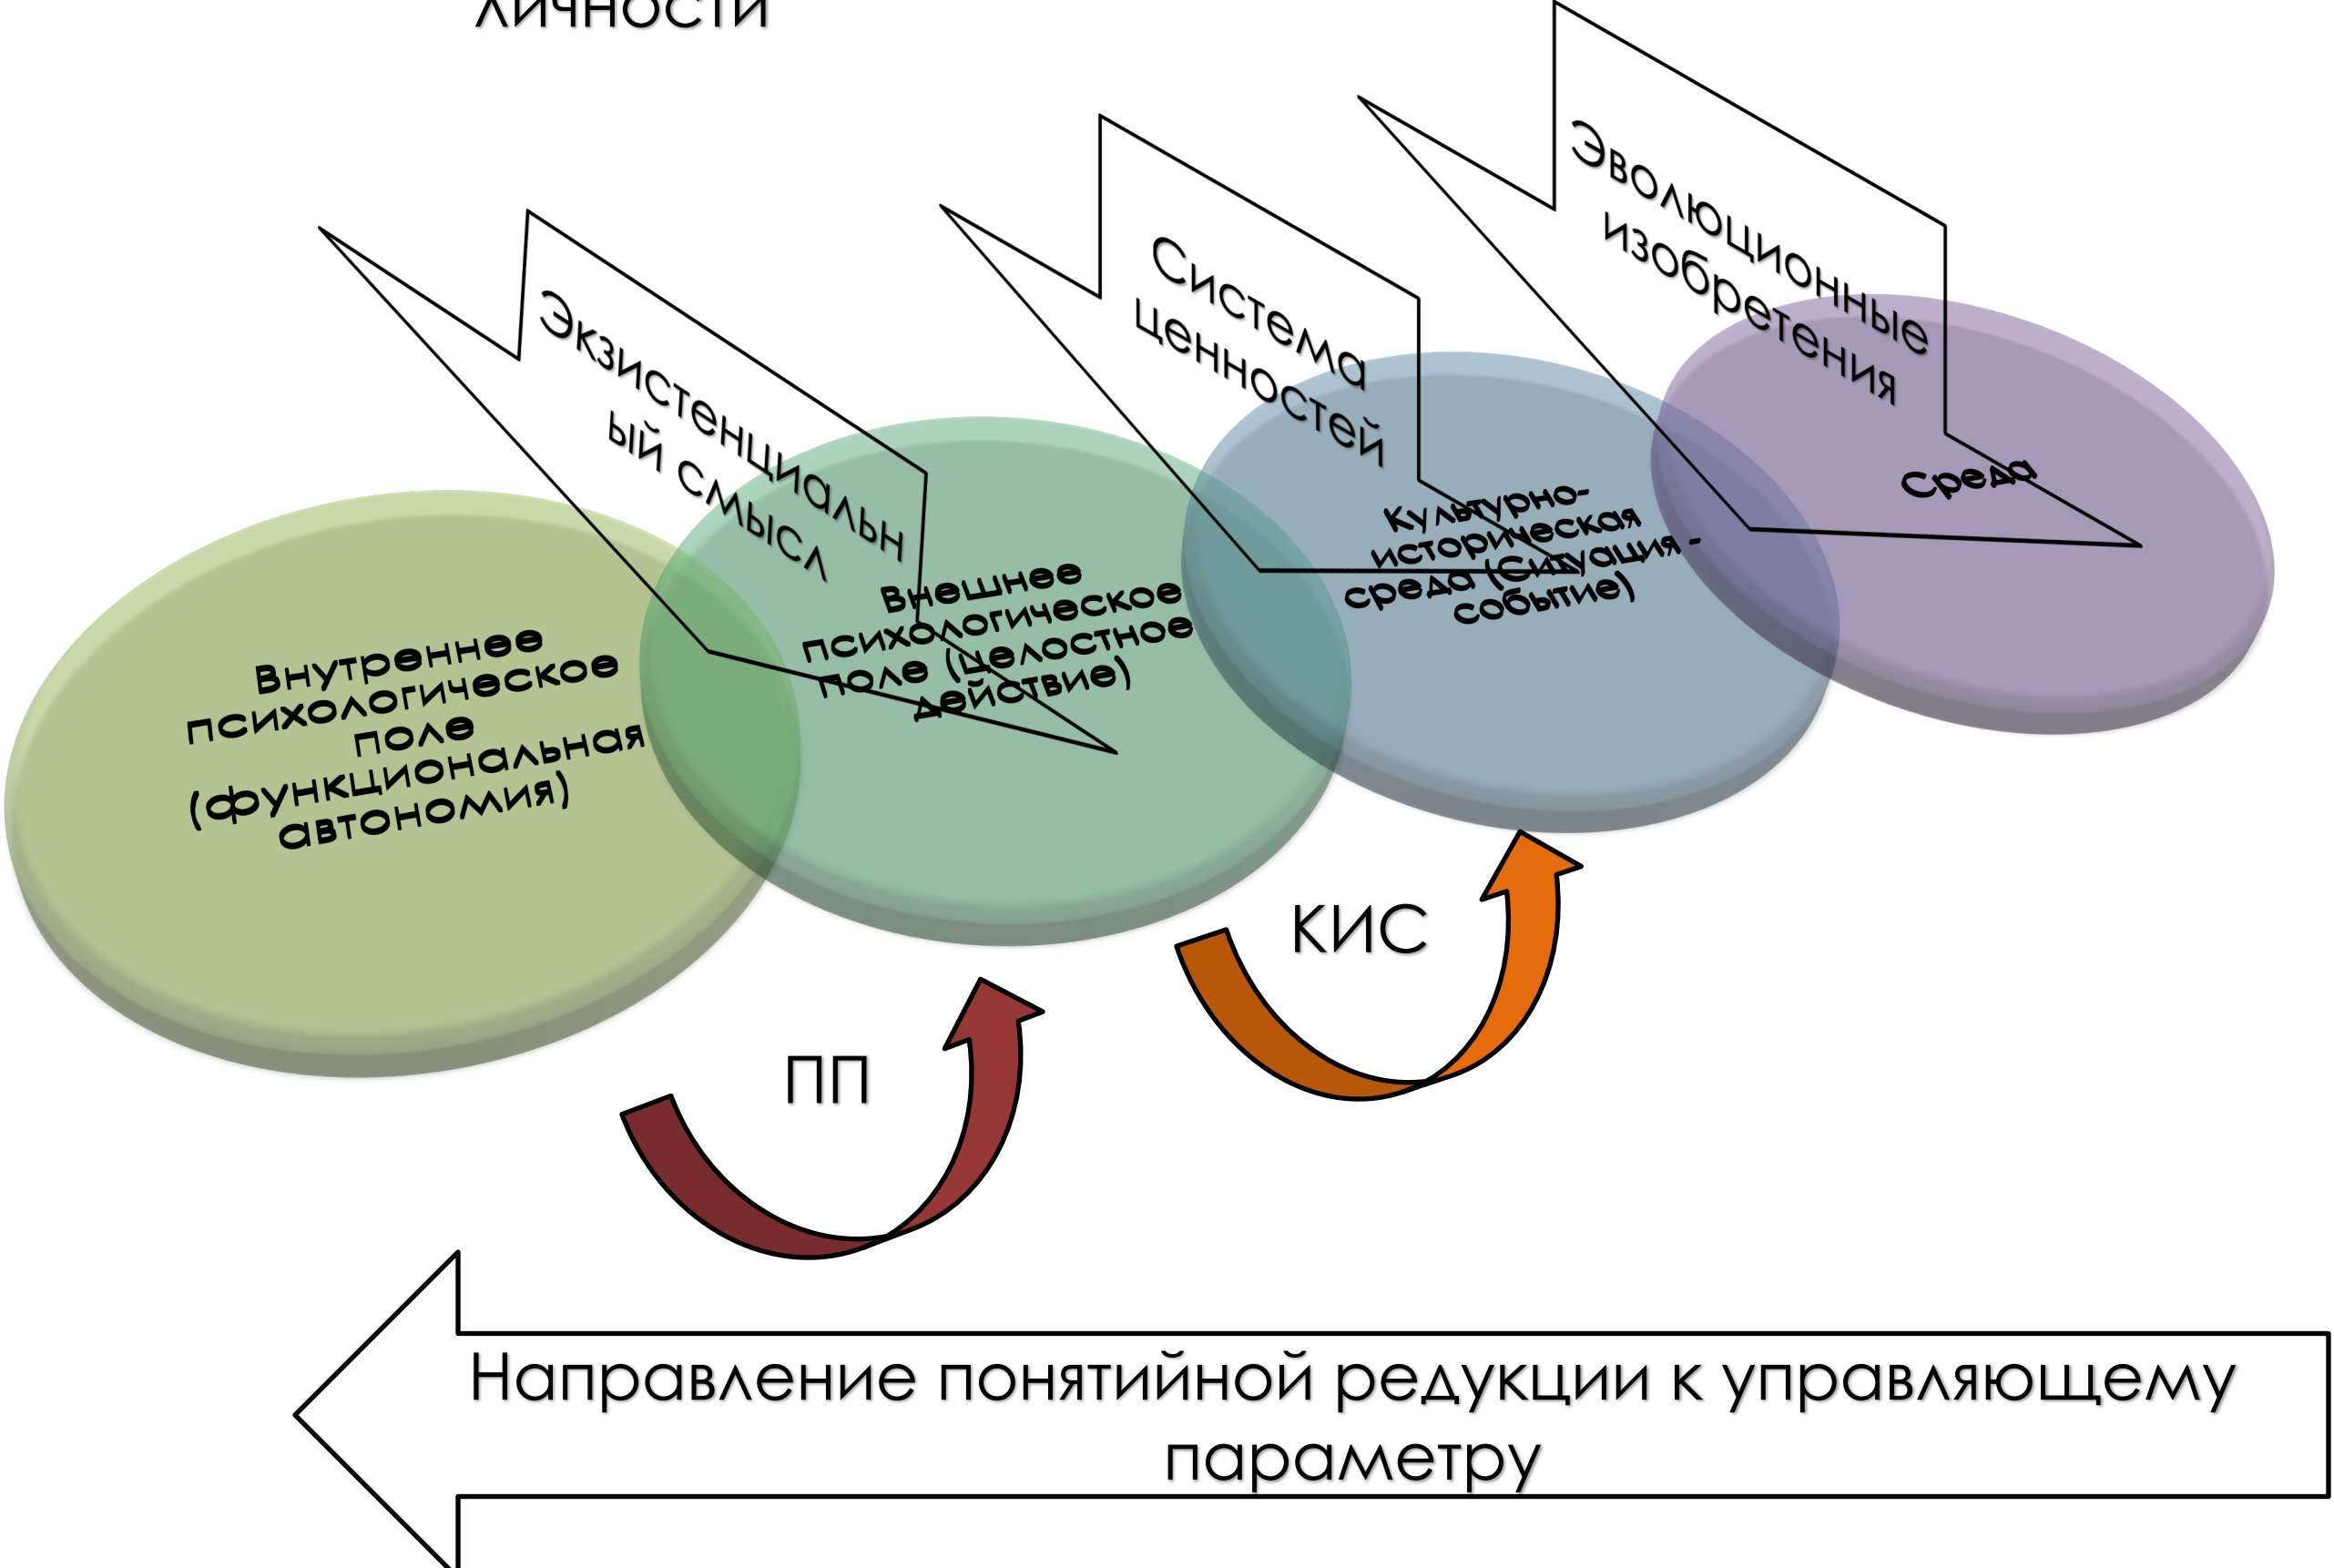 личности
Эволюционные
изобретения
Система
ценностей
Экзистенциальн
ый смысл
Среда
Культурно-
историческая
среда (Ситуация -
событие)
Внешнее
психологическое
поле (целостное
действие)
Внутреннее
психологическое
поле
(функциональная
автономия)
КИС
ПП
Направление понятийной редукции к управляющему
параметру